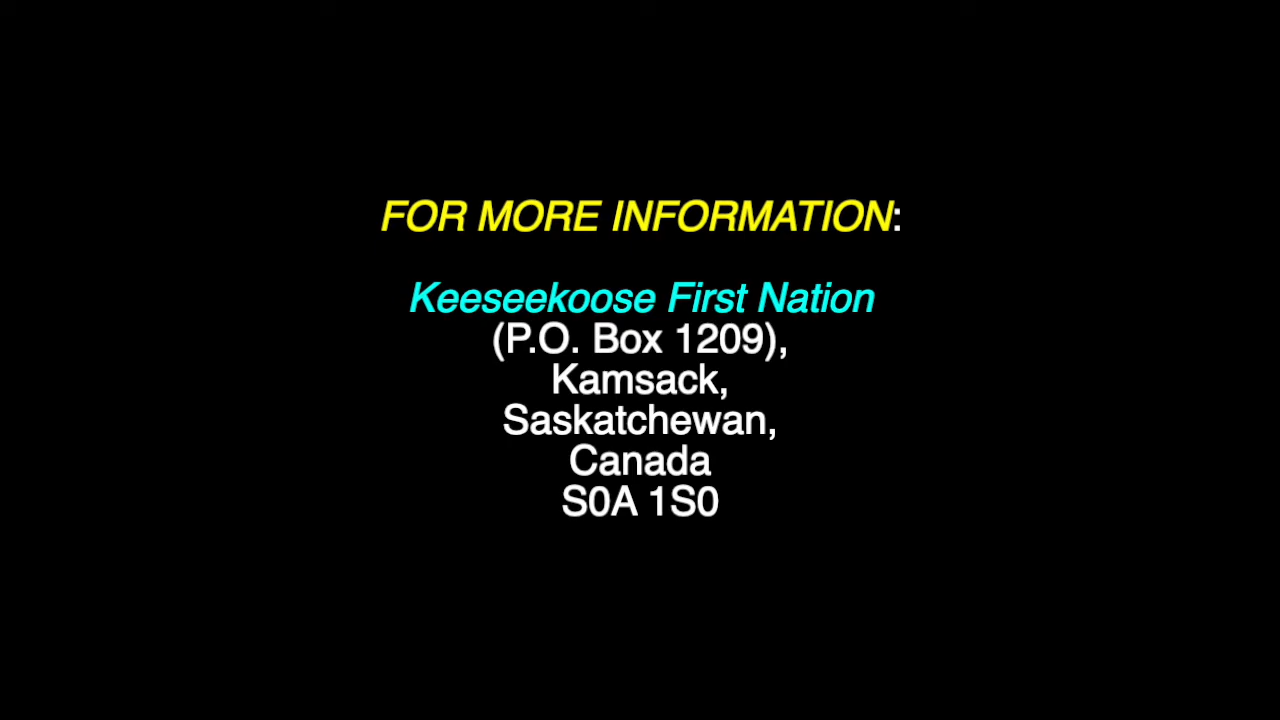 FOR MORE INFORMATION:
Keeseekoose First Nation
(P.O. Box 1209),
Kamsack,
Saskatchewan,
Canada
S0A 1S0